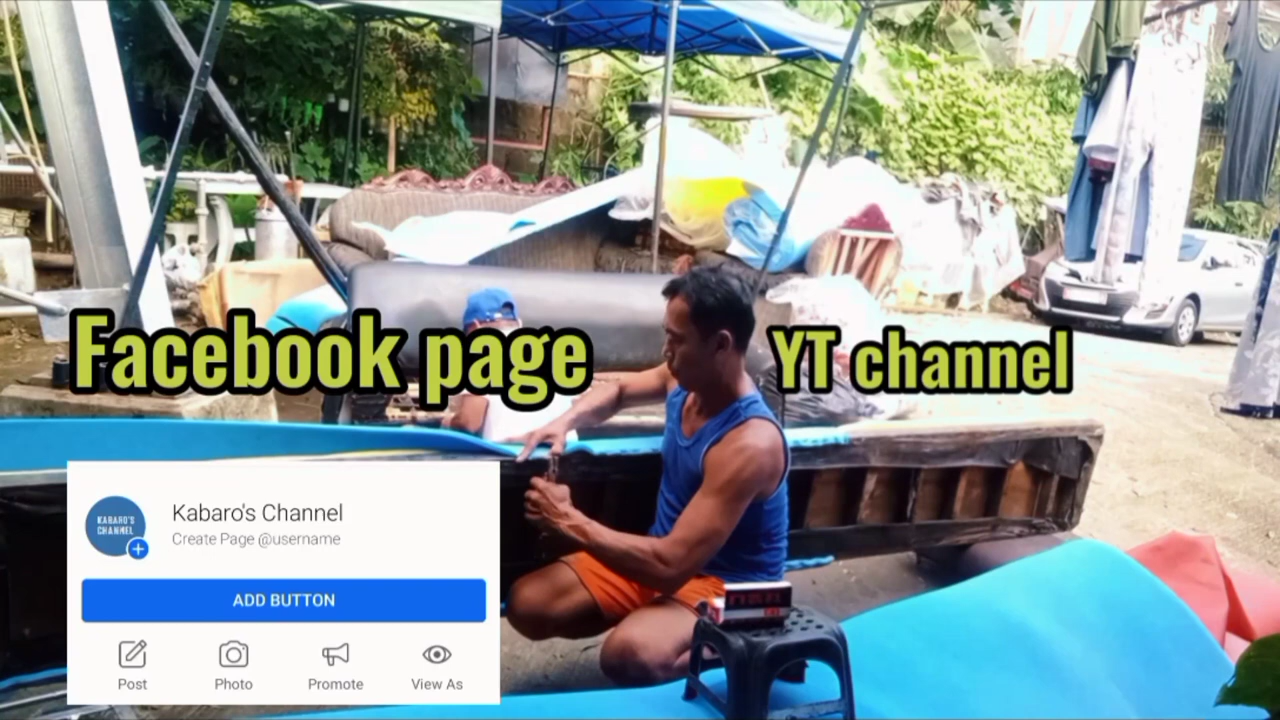 Facebook page
YT channel
KABARO'S
CHANNEL
Kabaro's Channel
Create Page @username
ADD BUTTON
Post
Photo
Promote
View As